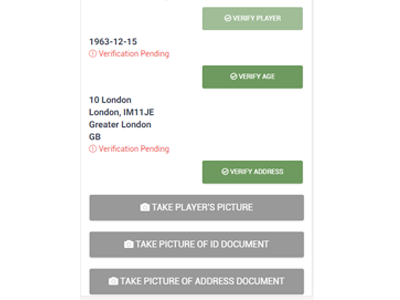 VERIFY PLAYER
1963-12-15
Verification Pending
VERIFY AGE
10 London
London, IM11JE
Greater London
GB
Verification Pending
VERIFY ADDRESS
TAKE PLAYER'S PICTURE
TAKE PICTURE OF ID DOCUMENT
TAKE PICTURE OF ADDRESS DOCUMENT